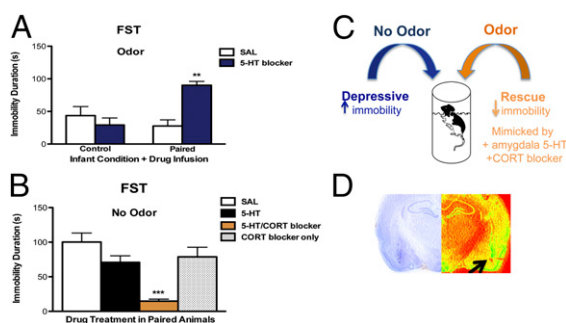 A
FST
Odor
SAL
5-HT blocker
Immobility Duration (s)
150
100
50
0
**
Control
Paired
Infant Condition + Drug Infusion
B
FST
No Odor
SAL
5-HT
5-HT/CORT blocker
CORT blocker only
Immobility Duration (s)
150
100
50
0
***
Drug Treatment in Paired Animals
C
No Odor
Odor
Depressive
immobility
Rescue
immobility
Mimicked by
+ amygdala 5-HT
+CORT blocker
D